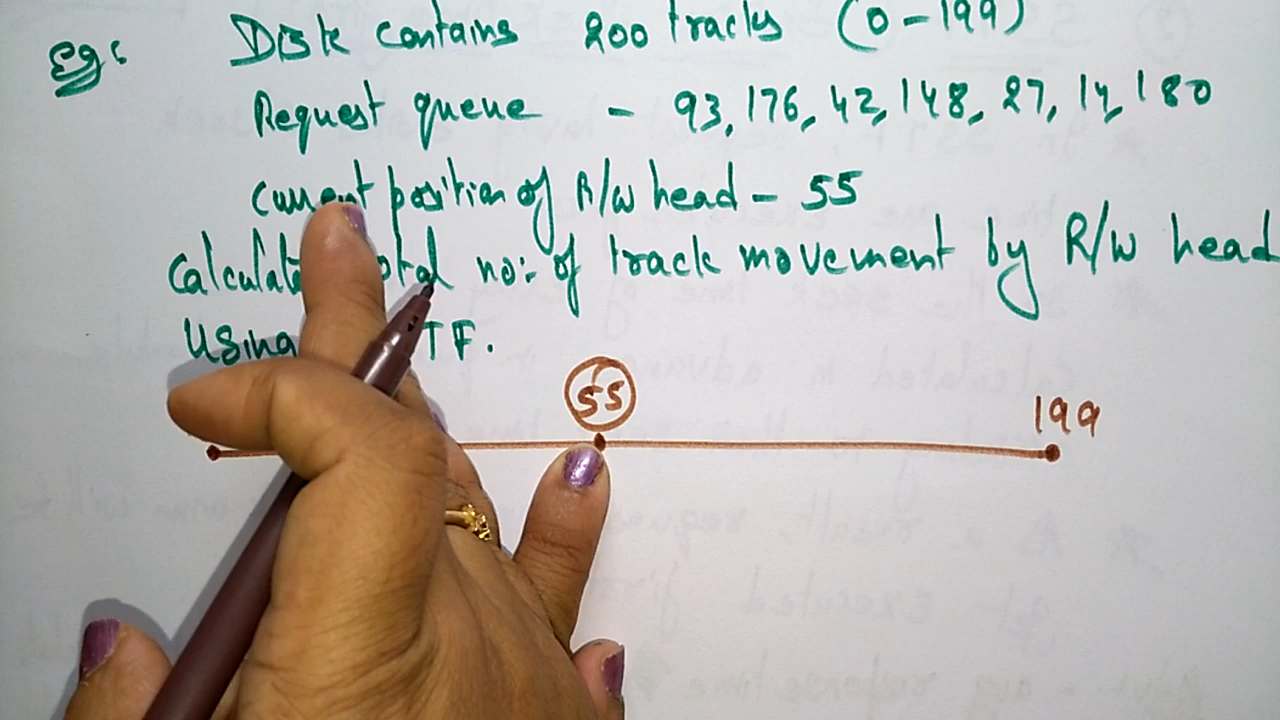 Eg: Disk contains 200 tracks (0-199)
Request queue - 93, 176, 42, 148, 27, 14, 180
Current position of R/W head - 55
Calculate total no: of track movement by R/W head
Using TF.
55
199